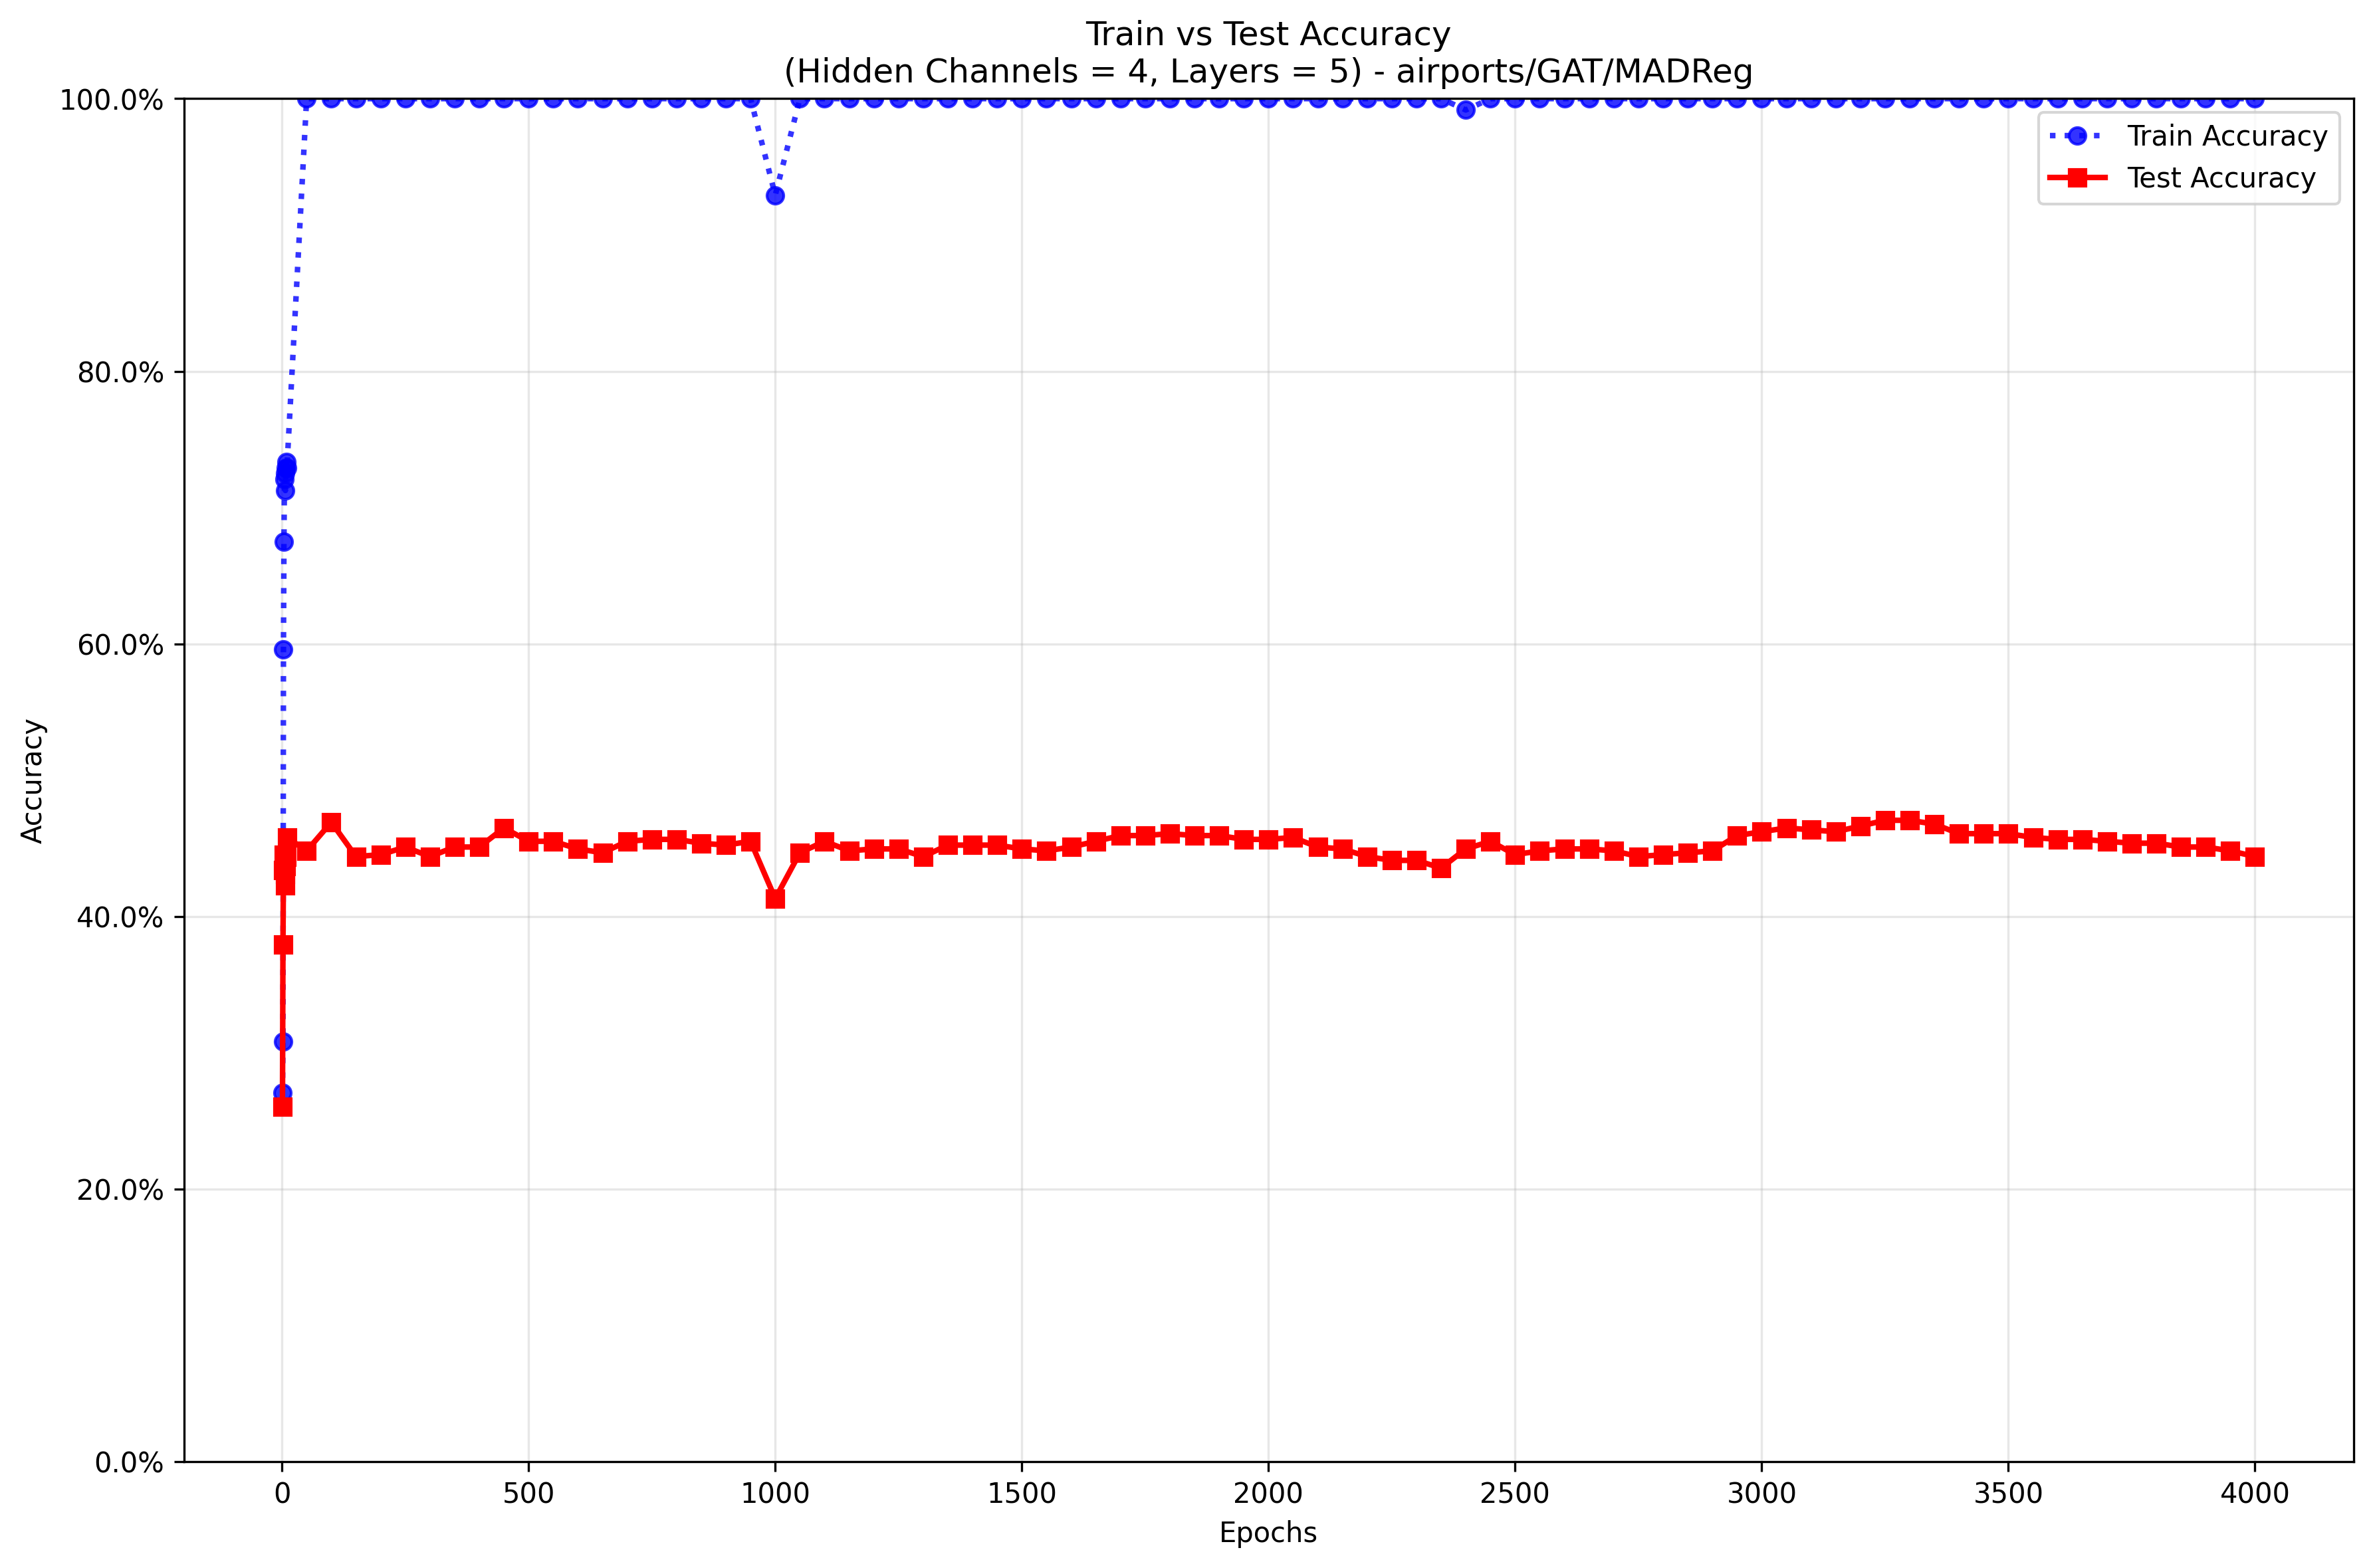 Train vs Test Accuracy
(Hidden Channels = 4, Layers = 5) - airports/GAT/MADReg
100.0%
80.0%
60.0%
40.0%
20.0%
0.0%
Accuracy
Train Accuracy
Test Accuracy
0
500
1000
1500
2000
2500
3000
3500
4000
Epochs